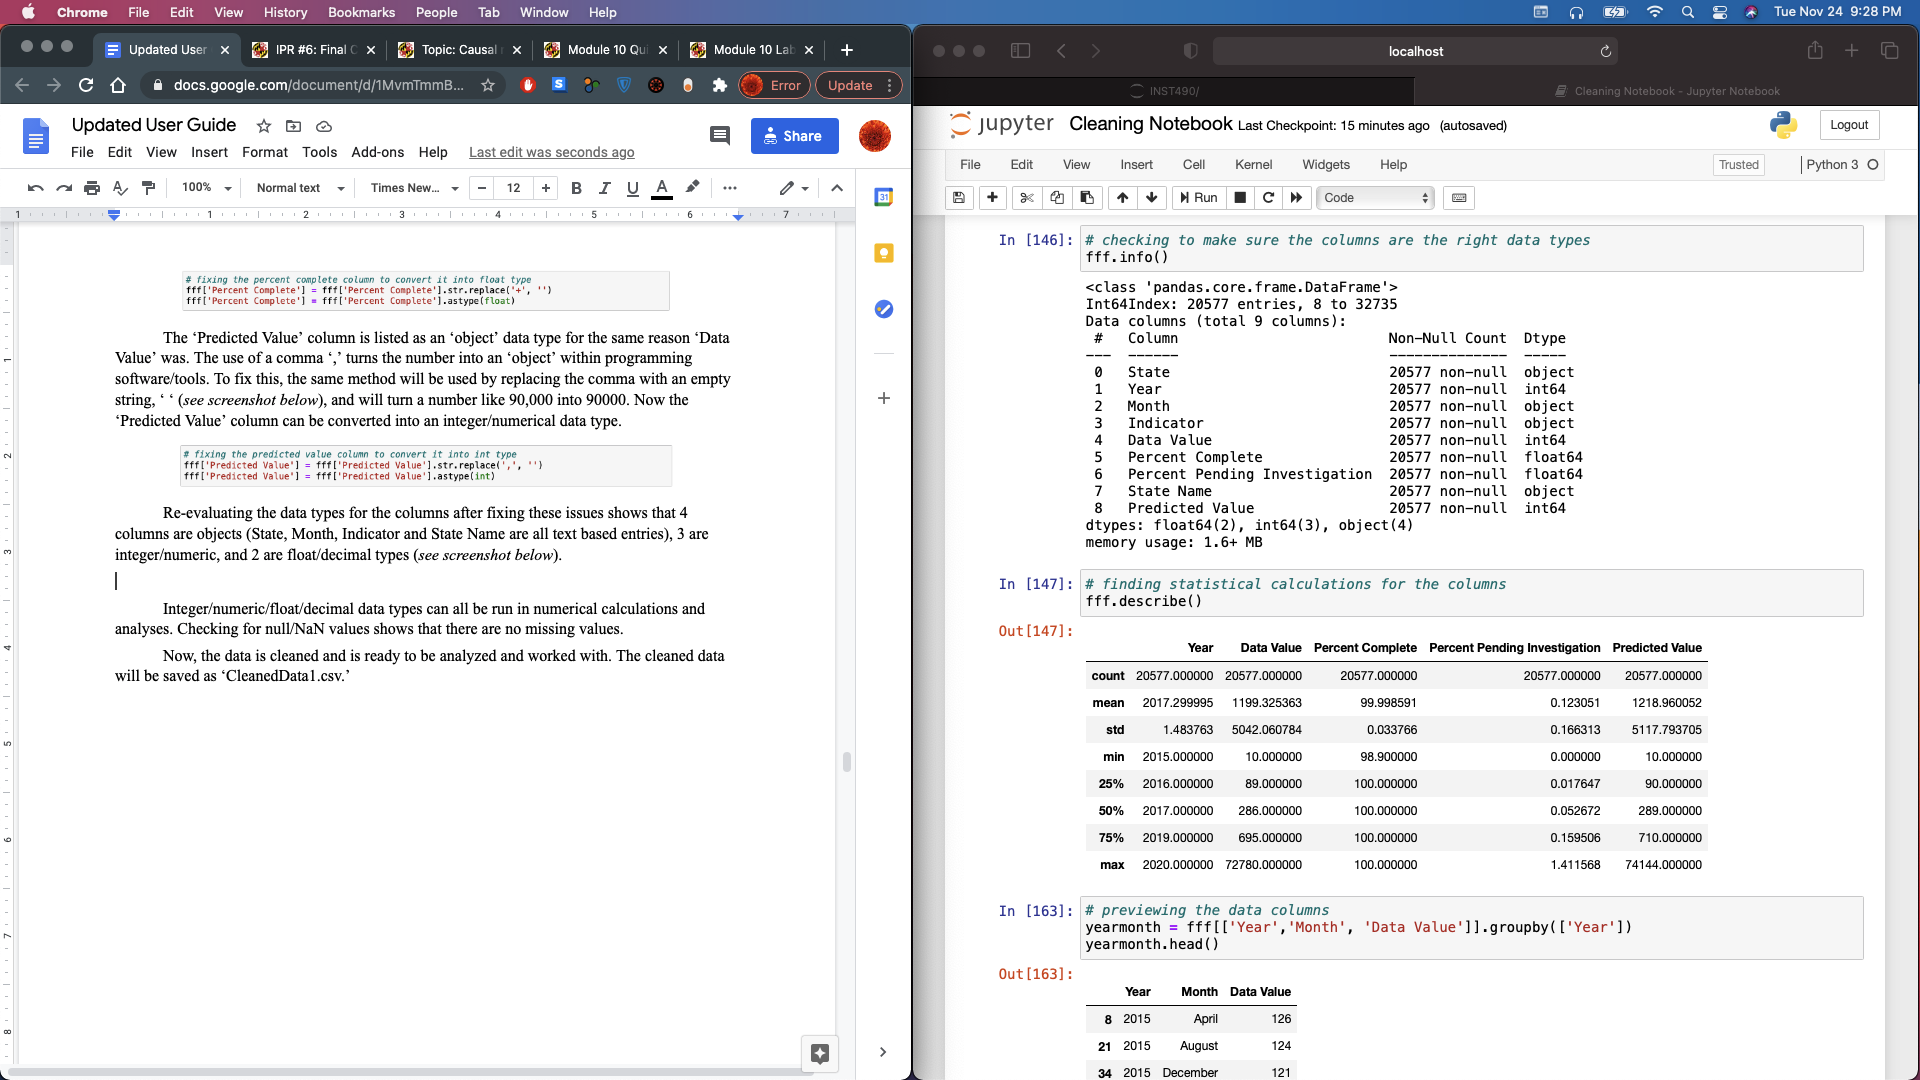 Chrome File Edit View History Bookmarks People Tab Window Help Tue Nov 24 9:28 PM
Updated User IPR #6: Final C Topic: Causal Module 10 Qui Module 10 Lab
docs.google.com/document/d/1MvmTmmB... Error Update
Updated User Guide
Share
File Edit View Insert Format Tools Add-ons Help Last edit was seconds ago
100% Normal text Times New... − 12 + B I U A
1 1 2 3 4 5 6 7
# fixing the percent complete column to convert it into float type
fff['Percent Complete'] = fff['Percent Complete'].str.replace('+', '')
fff['Percent Complete'] = fff['Percent Complete'].astype(float)
The ‘Predicted Value’ column is listed as an ‘object’ data type for the same reason ‘Data
Value’ was. The use of a comma ‘,’ turns the number into an ‘object’ within programming
software/tools. To fix this, the same method will be used by replacing the comma with an empty
string, ‘ ‘ (see screenshot below), and will turn a number like 90,000 into 90000. Now the
‘Predicted Value’ column can be converted into an integer/numerical data type.
# fixing the predicted value column to convert it into int type
fff['Predicted Value'] = fff['Predicted Value'].str.replace(',', '')
fff['Predicted Value'] = fff['Predicted Value'].astype(int)
Re-evaluating the data types for the columns after fixing these issues shows that 4
columns are objects (State, Month, Indicator and State Name are all text based entries), 3 are
integer/numeric, and 2 are float/decimal types (see screenshot below).
Integer/numeric/float/decimal data types can all be run in numerical calculations and
analyses. Checking for null/NaN values shows that there are no missing values.
Now, the data is cleaned and is ready to be analyzed and worked with. The cleaned data
will be saved as ‘CleanedData1.csv.’
1
2
3
4
5
6
7
8
31
localhost
INST490/ Cleaning Notebook - Jupyter Notebook
jupyter Cleaning Notebook Last Checkpoint: 15 minutes ago (autosaved) Logout
File Edit View Insert Cell Kernel Widgets Help Trusted Python 3
Run Code
In [146]: # checking to make sure the columns are the right data types
fff.info()
<class 'pandas.core.frame.DataFrame'>
Int64Index: 20577 entries, 8 to 32735
Data columns (total 9 columns):
# Column Non-Null Count Dtype
--- ------ -------------- -----
0 State 20577 non-null object
1 Year 20577 non-null int64
2 Month 20577 non-null object
3 Indicator 20577 non-null object
4 Data Value 20577 non-null int64
5 Percent Complete 20577 non-null float64
6 Percent Pending Investigation 20577 non-null float64
7 State Name 20577 non-null object
8 Predicted Value 20577 non-null int64
dtypes: float64(2), int64(3), object(4)
memory usage: 1.6+ MB
In [147]: # finding statistical calculations for the columns
fff.describe()
Out[147]:
Year Data Value Percent Complete Percent Pending Investigation Predicted Value
count 20577.000000 20577.000000 20577.000000 20577.000000 20577.000000
mean 2017.299995 1199.325363 99.998591 0.123051 1218.960052
std 1.483763 5042.060784 0.033766 0.166313 5117.793705
min 2015.000000 10.000000 98.900000 0.000000 10.000000
25% 2016.000000 89.000000 100.000000 0.017647 90.000000
50% 2017.000000 286.000000 100.000000 0.052672 289.000000
75% 2019.000000 695.000000 100.000000 0.159506 710.000000
max 2020.000000 72780.000000 100.000000 1.411568 74144.000000
In [163]: # previewing the data columns
yearmonth = fff[['Year','Month', 'Data Value']].groupby(['Year'])
yearmonth.head()
Out[163]:
Year Month Data Value
8 2015 April 126
21 2015 August 124
34 2015 December 121